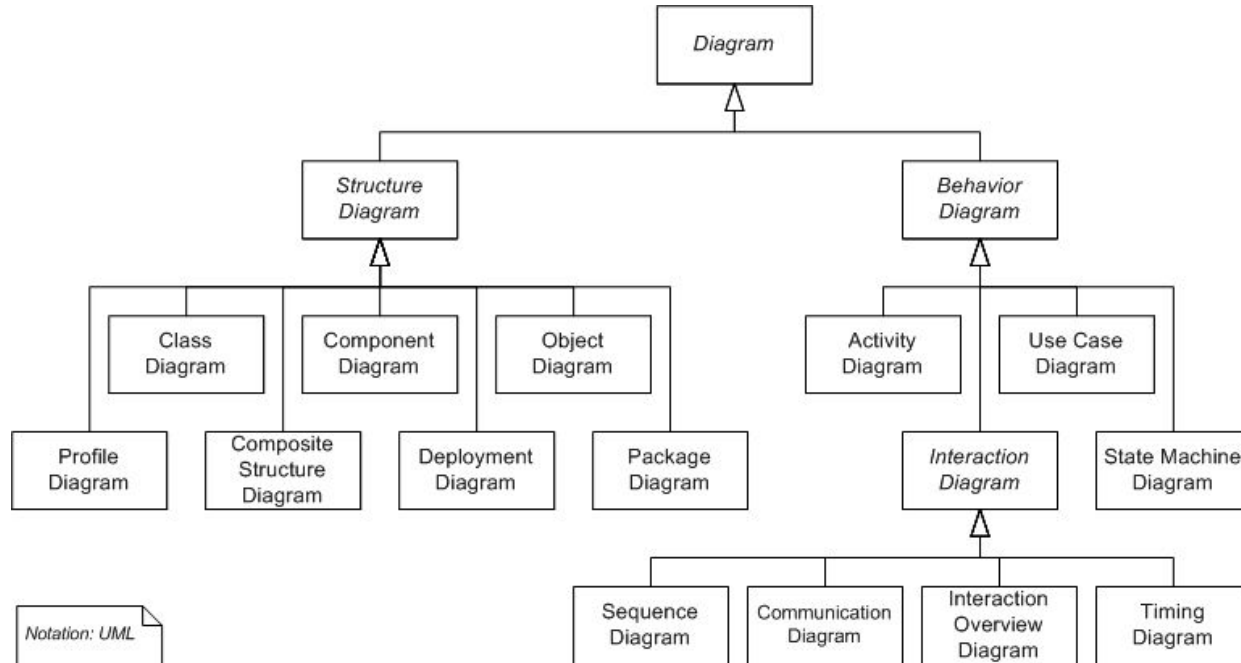 Diagram
Structure
Diagram
Behavior
Diagram
Class
Diagram
Component
Diagram
Object
Diagram
Activity
Diagram
Use Case
Diagram
Profile
Diagram
Composite
Structure
Diagram
Deployment
Diagram
Package
Diagram
Interaction
Diagram
State Machine
Diagram
Sequence
Diagram
Communication
Diagram
Interaction
Overview
Diagram
Timing
Diagram
Notation: UML